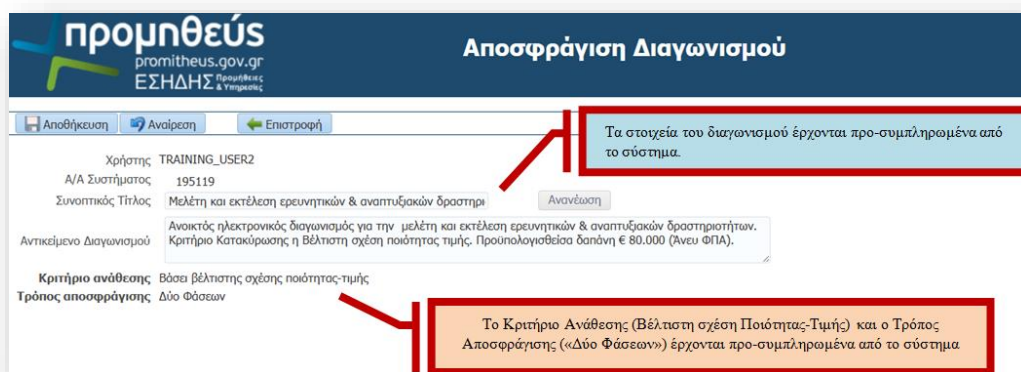 προμηθεύς
promitheus.gov.gr
ΕΣΗΔΗΣ Προμήθειες & Υπηρεσίες
Αποσφράγιση Διαγωνισμού
Αποθήκευση Αναίρεση Επιστροφή
Τα στοιχεία του διαγωνισμού έρχονται προ-συμπληρωμένα από
το σύστημα.
Χρήστης TRAINING_USER2
Α/Α Συστήματος 195119
Συνοπτικός Τίτλος Μελέτη και εκτέλεση ερευνητικών & αναπτυξιακών δραστηρι Ανανέωση
Αντικείμενο Διαγωνισμού Ανοικτός ηλεκτρονικός διαγωνισμός για την μελέτη και εκτέλεση ερευνητικών & αναπτυξιακών δραστηριοτήτων.
Κριτήριο Κατακύρωσης η Βέλτιστη σχέση ποιότητας τιμής. Προϋπολογισθείσα δαπάνη € 80.000 (Άνευ ΦΠΑ).
Κριτήριο ανάθεσης Βάσει βέλτιστης σχέσης ποιότητας-τιμής
Τρόπος αποσφράγισης Δύο Φάσεων
Το Κριτήριο Ανάθεσης (Βέλτιστη σχέση Ποιότητας-Τιμής) και ο Τρόπος
Αποσφράγισης («Δύο Φάσεων») έρχονται προ-συμπληρωμένα από το σύστημα